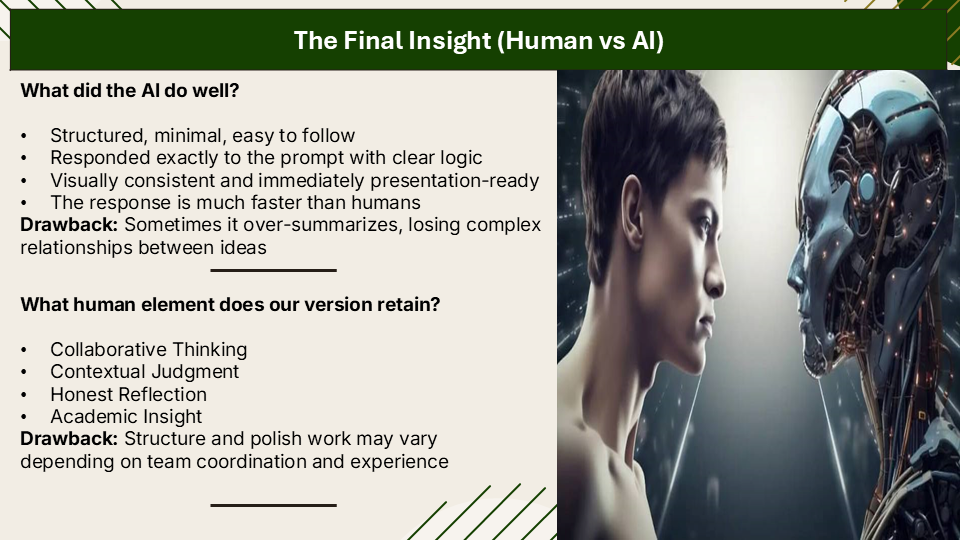 The Final Insight (Human vs AI)
What did the AI do well?
• Structured, minimal, easy to follow
• Responded exactly to the prompt with clear logic
• Visually consistent and immediately presentation-ready
• The response is much faster than humans
Drawback: Sometimes it over-summarizes, losing complex
relationships between ideas
What human element does our version retain?
• Collaborative Thinking
• Contextual Judgment
• Honest Reflection
• Academic Insight
Drawback: Structure and polish work may vary
depending on team coordination and experience